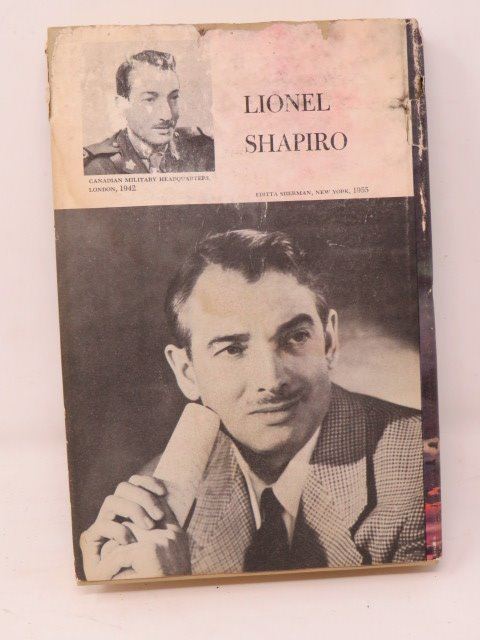 LIONEL
SHAPIRO
CANADIAN MILITARY HEADQUARTERS,
LONDON, 1942
EDITTA SHERMAN, NEW YORK, 1955